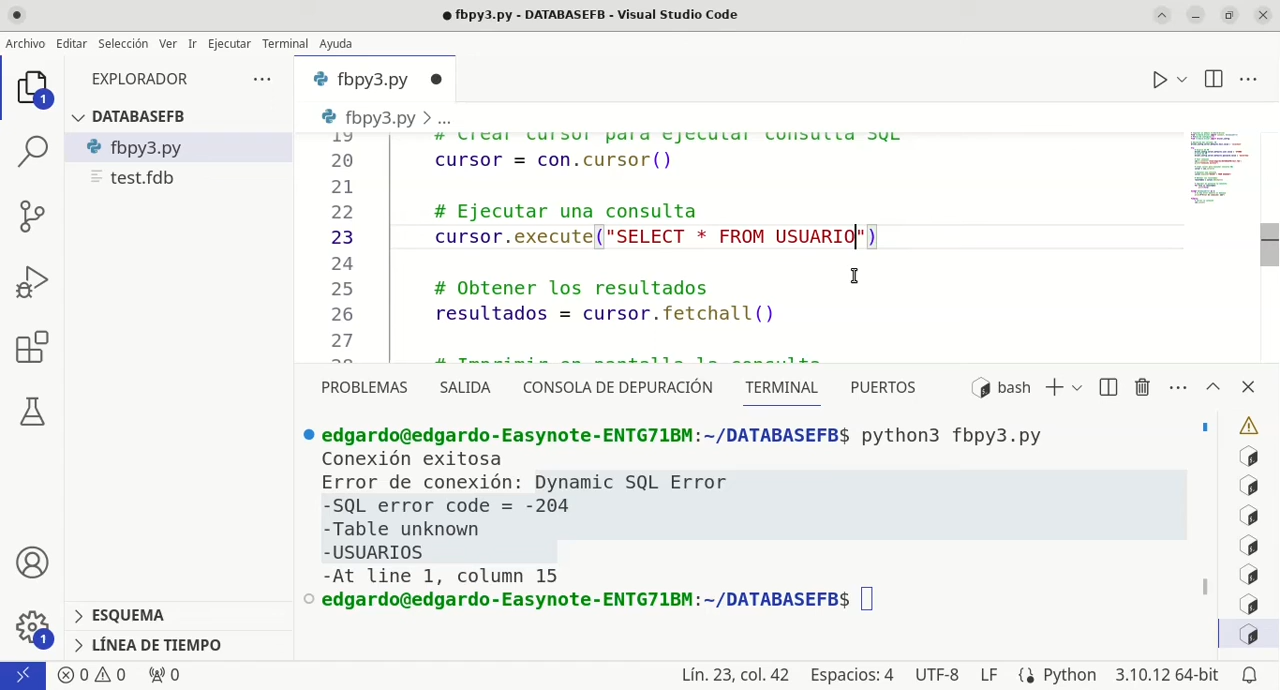 fbpy3.py - DATABASEFB - Visual Studio Code
Archivo Editar Selección Ver Ir Ejecutar Terminal Ayuda
EXPLORADOR
fbpy3.py
DATABASEFB
fbpy3.py > ...
fbpy3.py
test.fdb
19 # Crear cursor para ejecutar consulta SQL
20 cursor = con.cursor()
21
22 # Ejecutar una consulta
23 cursor.execute("SELECT * FROM USUARIO")
24
25 # Obtener los resultados
26 resultados = cursor.fetchall()
27
28 # Imprimir en pantalla la consulta
PROBLEMAS SALIDA CONSOLA DE DEPURACIÓN TERMINAL PUERTOS bash
edgardo@edgardo-Easynote-ENTG71BM:~/DATABASEFB$ python3 fbpy3.py
Conexión exitosa
Error de conexión: Dynamic SQL Error
-SQL error code = -204
-Table unknown
-USUARIOS
-At line 1, column 15
edgardo@edgardo-Easynote-ENTG71BM:~/DATABASEFB$
ESQUEMA
LÍNEA DE TIEMPO
1
1
0 0 0 Lín. 23, col. 42 Espacios: 4 UTF-8 LF Python 3.10.12 64-bit